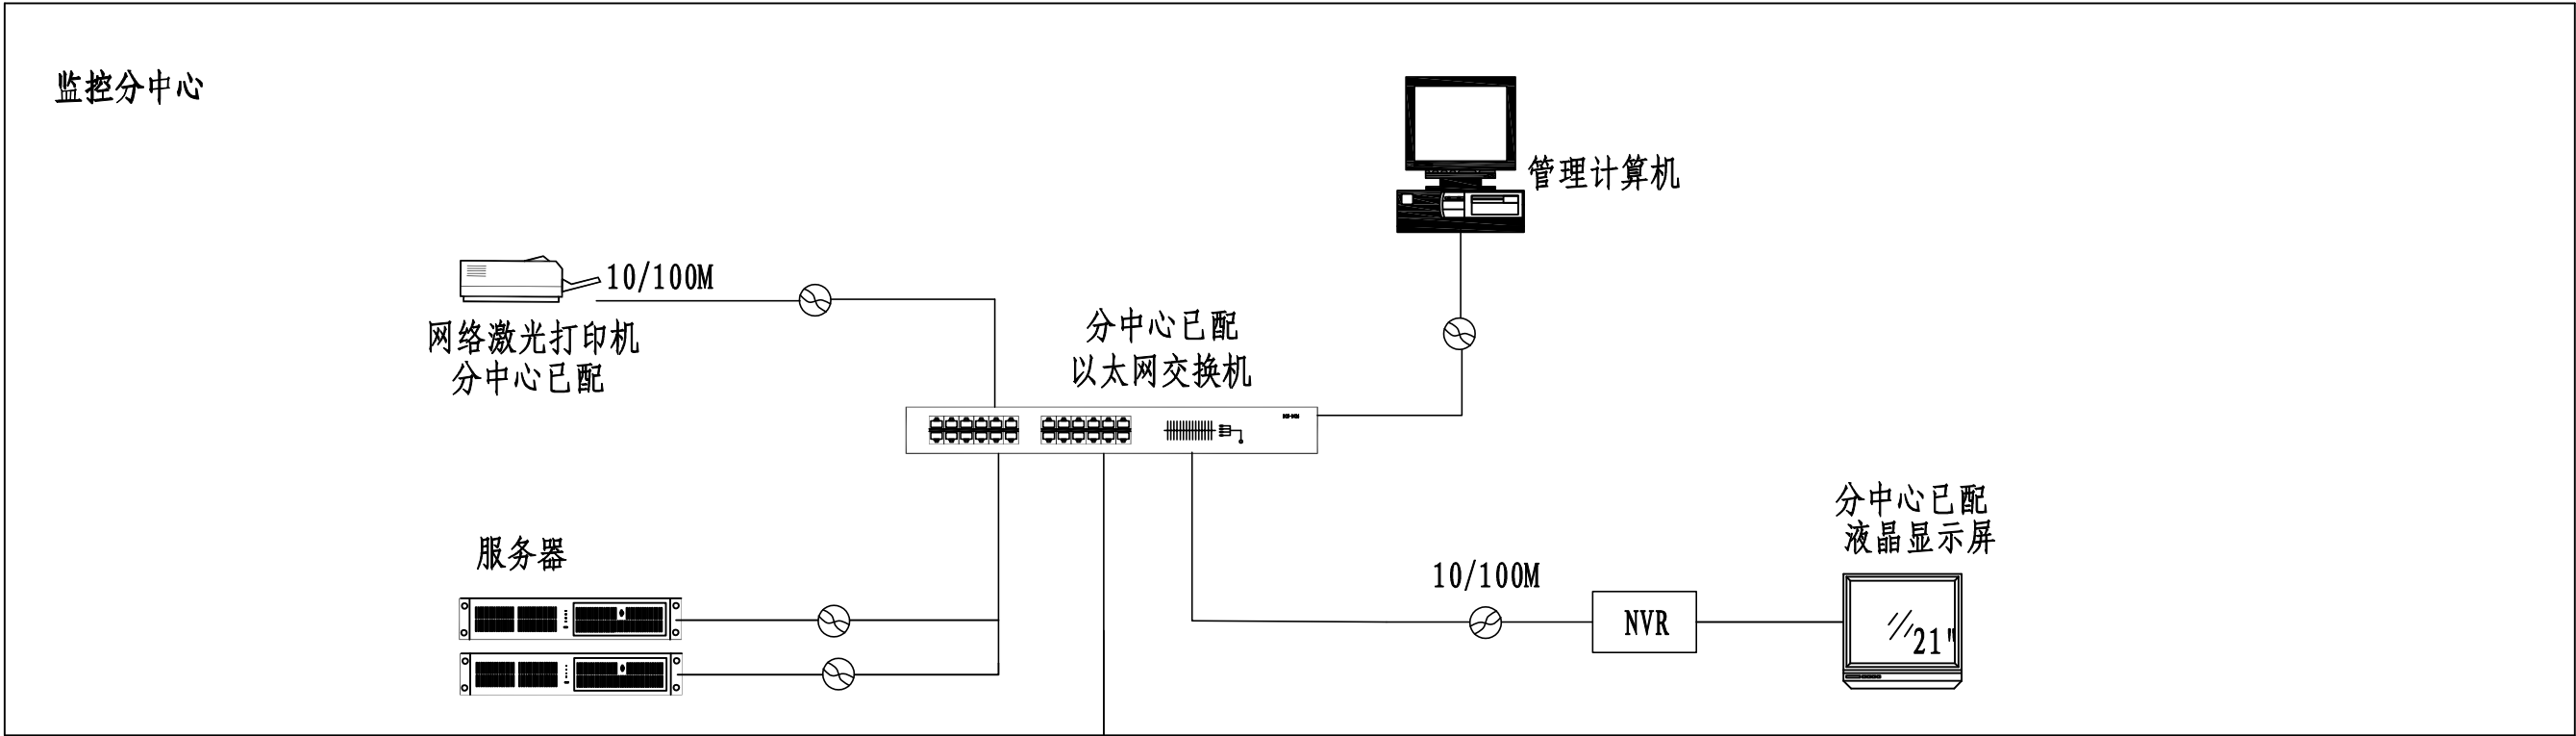 监控分中心
管理计算机
10/100M
网络激光打印机
分中心已配
分中心已配
以太网交换机
分中心已配
液晶显示屏
服务器
10/100M
NVR
21"